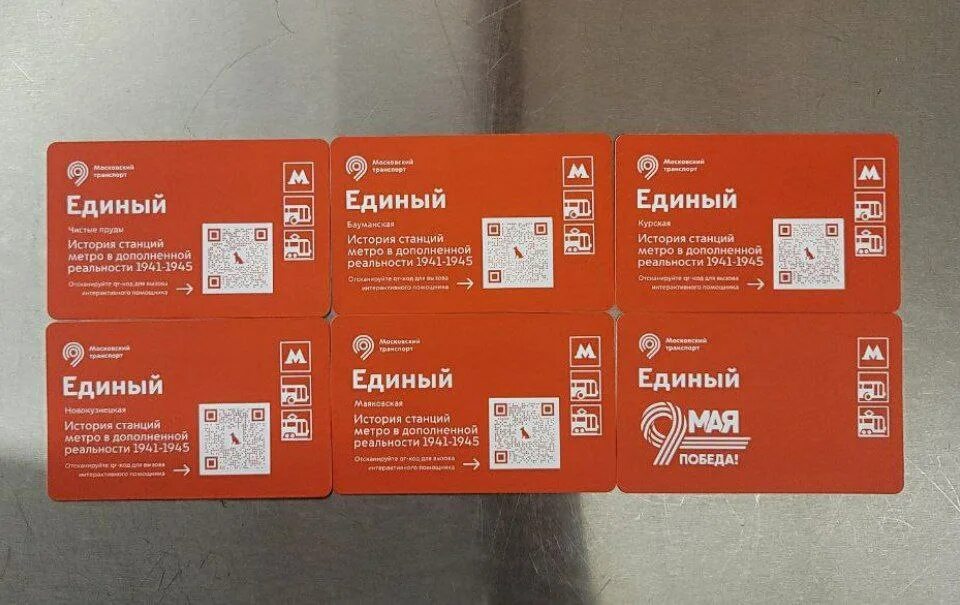 Московский
транспорт
Единый
Чистые пруды
История станций
метро в дополненной
реальности 1941-1945
Отсканируйте qr-код для вызова
интерактивного помощника
Московский
транспорт
Единый
Бауманская
История станций
метро в дополненной
реальности 1941-1945
Отсканируйте qr-код для вызова
интерактивного помощника
Московский
транспорт
Единый
Курская
История станций
метро в дополненной
реальности 1941-1945
Отсканируйте qr-код для вызова
интерактивного помощника
Московский
транспорт
Единый
Новокузнецкая
История станций
метро в дополненной
реальности 1941-1945
Отсканируйте qr-код для вызова
интерактивного помощника
Московский
транспорт
Единый
Маяковская
История станций
метро в дополненной
реальности 1941-1945
Отсканируйте qr-код для вызова
интерактивного помощника
Московский
транспорт
Единый
9 МАЯ
ПОБЕДА!